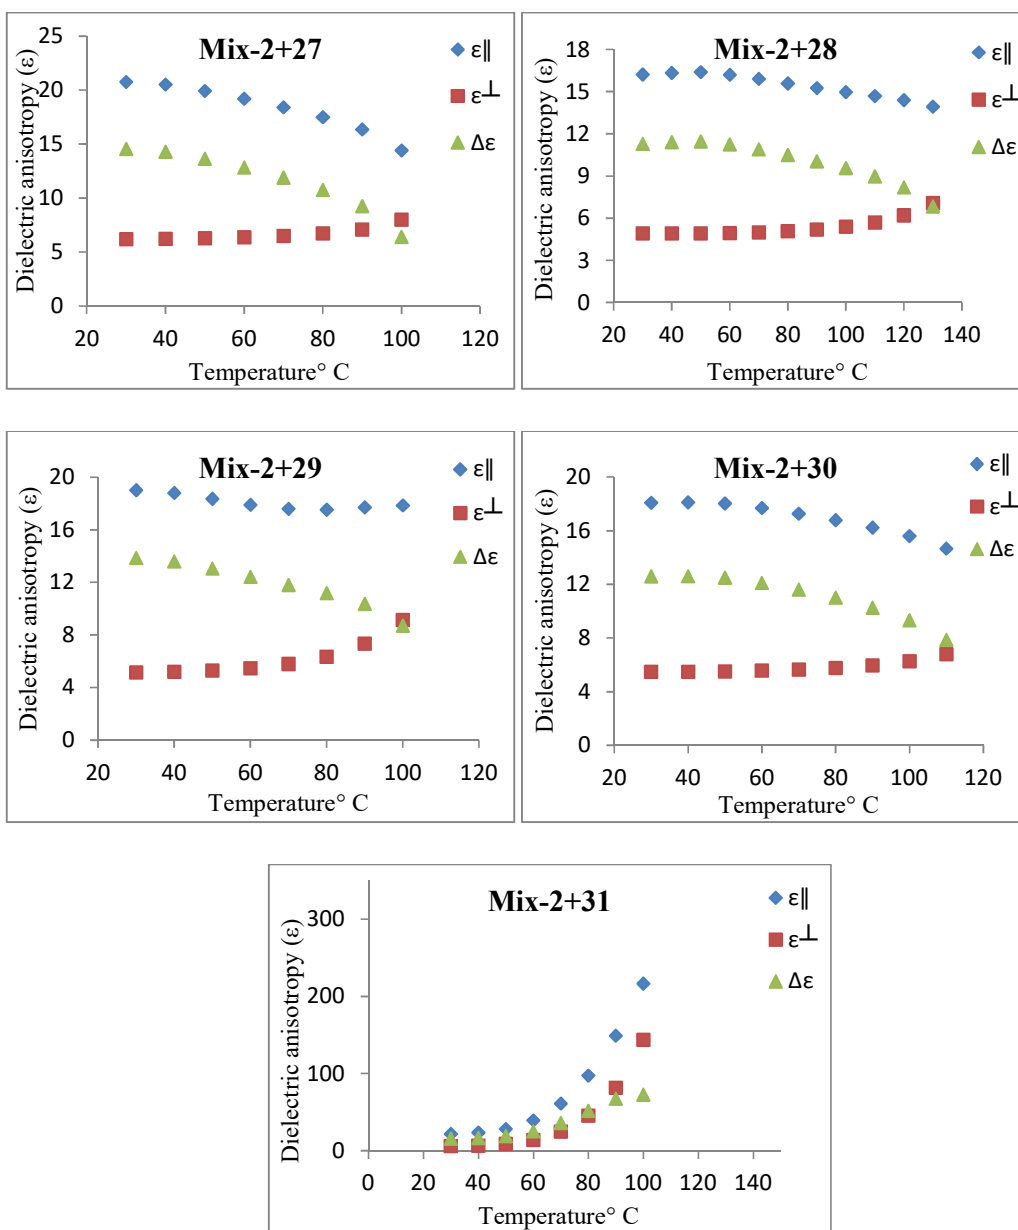 Mix-2+27
Dielectric anisotropy (ε)
25
20
15
10
5
0
20 40 60 80 100 120
Temperature° C
ε∥
ε⊥
Δε
Mix-2+28
Dielectric anisotropy (ε)
18
15
12
9
6
3
0
20 40 60 80 100 120 140
Temperature° C
ε∥
ε⊥
Δε
Mix-2+29
Dielectric anisotropy (ε)
20
16
12
8
4
0
20 40 60 80 100 120
Temperature° C
ε∥
ε⊥
Δε
Mix-2+30
Dielectric anisotropy (ε)
20
16
12
8
4
0
20 40 60 80 100 120
Temperature° C
ε∥
ε⊥
Δε
Mix-2+31
Dielectric anisotropy (ε)
300
200
100
0
0 20 40 60 80 100 120 140
Temperature° C
ε∥
ε⊥
Δε